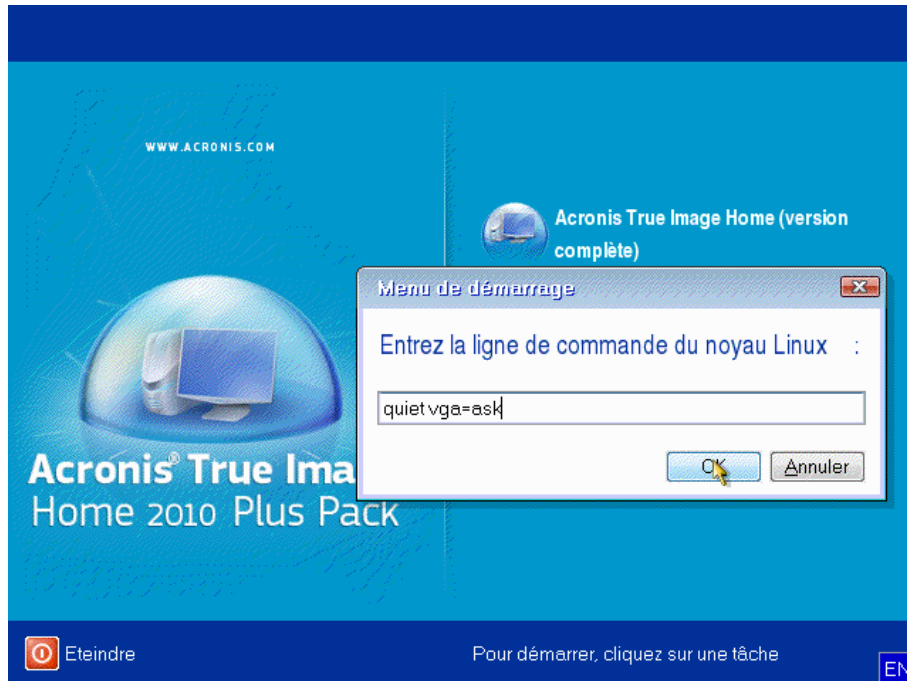 WWW.ACRONIS.COM
Acronis True Image Home (version
complète)
Menu de démarrage
Entrez la ligne de commande du noyau Linux :
quiet vga=ask
OK
Annuler
Acronis® True Ima
Home 2010 Plus Pack
Eteindre
Pour démarrer, cliquez sur une tâche
EN